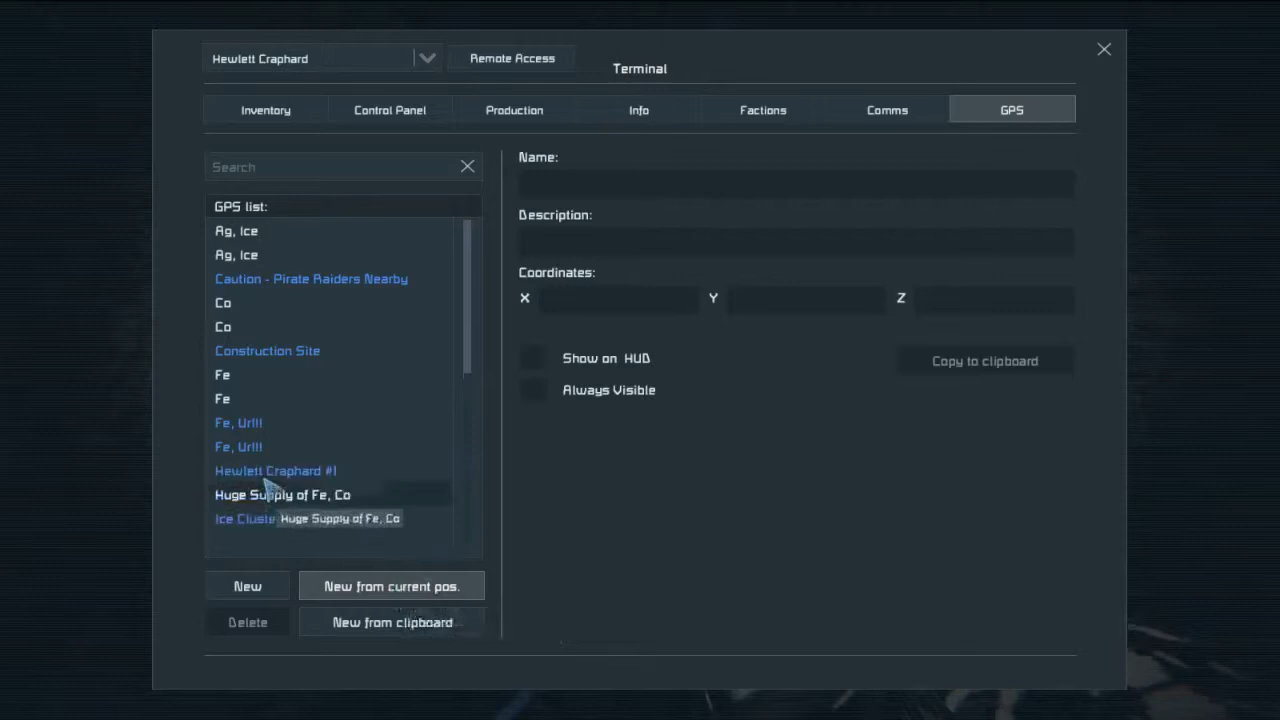 Hewlett Craphard
Remote Access
Terminal
Inventory
Control Panel
Production
Info
Factions
Comms
GPS
Search
GPS list:
Ag, Ice
Ag, Ice
Caution - Pirate Raiders Nearby
Co
Co
Construction Site
Fe
Fe
Fe, Ur!!!
Fe, Ur!!!
Hewlett Craphard #1
Huge Supply of Fe, Co
Ice Cluste
Huge Supply of Fe, Co
New
New from current pos.
Delete
New from clipboard
Name:
Description:
Coordinates:
X
Y
Z
Show on HUD
Always Visible
Copy to clipboard